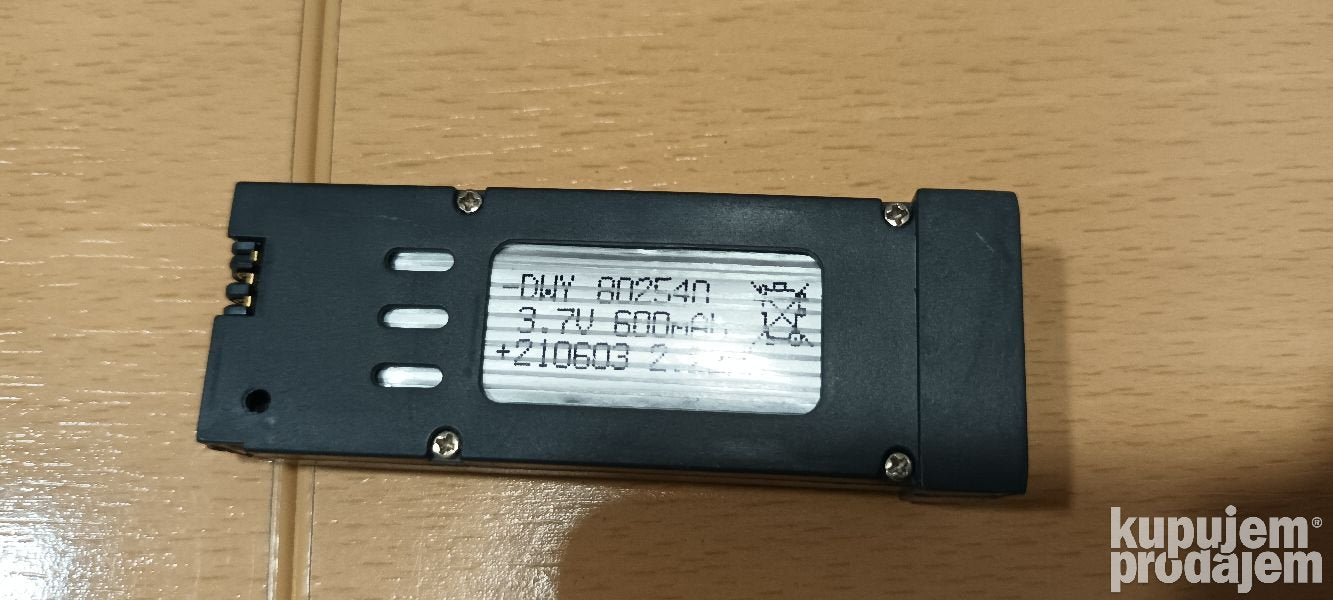 -DWY 802540
3.7V 600mAh
+210603
kupujem®
prodajem